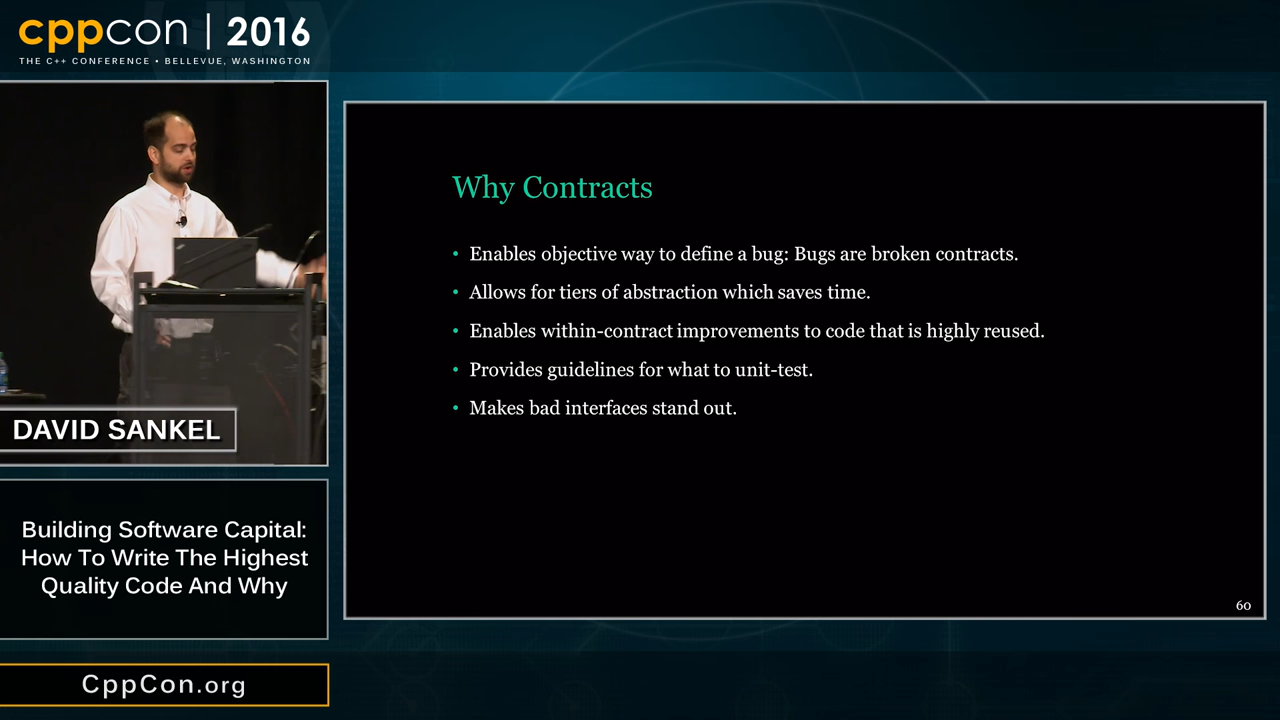 cppcon | 2016
THE C++ CONFERENCE • BELLEVUE, WASHINGTON
DAVID SANKEL
Building Software Capital:
How To Write The Highest
Quality Code And Why
CppCon.org
Why Contracts
• Enables objective way to define a bug: Bugs are broken contracts.
• Allows for tiers of abstraction which saves time.
• Enables within-contract improvements to code that is highly reused.
• Provides guidelines for what to unit-test.
• Makes bad interfaces stand out.
60